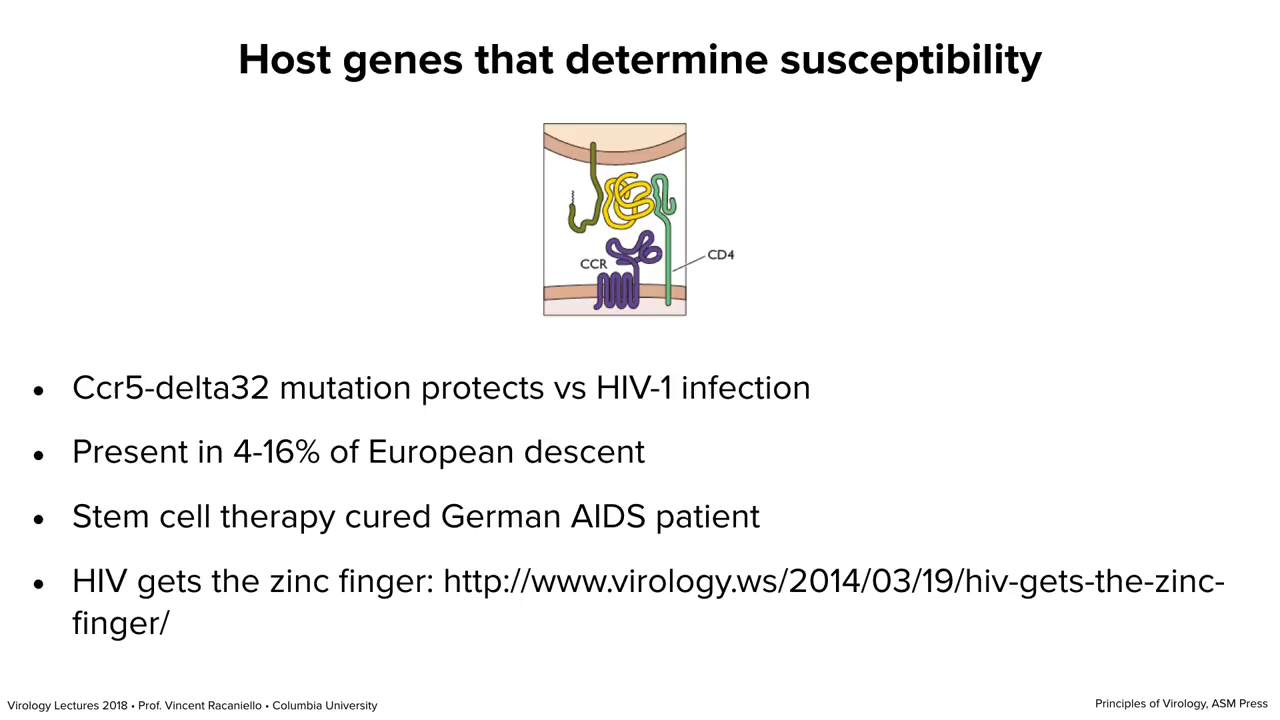 Host genes that determine susceptibility
CCR
CD4
• Ccr5-delta32 mutation protects vs HIV-1 infection
• Present in 4-16% of European descent
• Stem cell therapy cured German AIDS patient
• HIV gets the zinc finger: http://www.virology.ws/2014/03/19/hiv-gets-the-zinc-
finger/
Virology Lectures 2018 • Prof. Vincent Racaniello • Columbia University
Principles of Virology, ASM Press